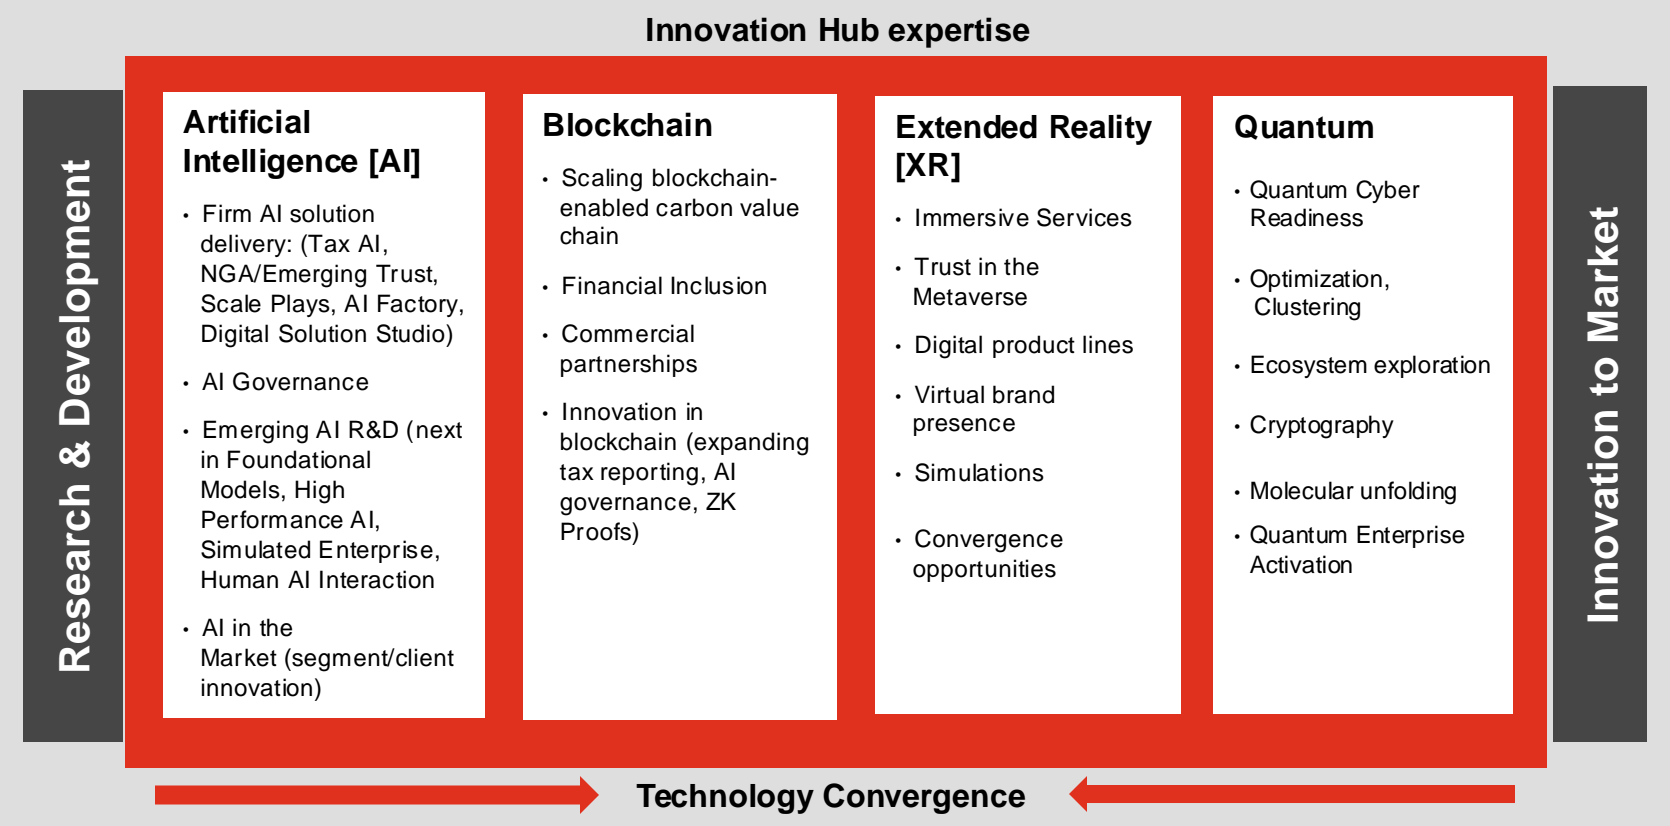 Innovation Hub expertise
Research & Development
Artificial
Intelligence [AI]
• Firm AI solution
delivery: (Tax AI,
NGA/Emerging Trust,
Scale Plays, AI Factory,
Digital Solution Studio)
• AI Governance
• Emerging AI R&D (next
in Foundational
Models, High
Performance AI,
Simulated Enterprise,
Human AI Interaction
• AI in the
Market (segment/client
innovation)
Blockchain
• Scaling blockchain-
enabled carbon value
chain
• Financial Inclusion
• Commercial
partnerships
• Innovation in
blockchain (expanding
tax reporting, AI
governance, ZK
Proofs)
Extended Reality
[XR]
• Immersive Services
• Trust in the
Metaverse
• Digital product lines
• Virtual brand
presence
• Simulations
• Convergence
opportunities
Quantum
• Quantum Cyber
Readiness
• Optimization,
Clustering
• Ecosystem exploration
• Cryptography
• Molecular unfolding
• Quantum Enterprise
Activation
Innovation to Market
Technology Convergence